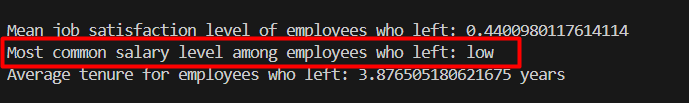 Mean job satisfaction level of employees who left: 0.4400980117614114
Most common salary level among employees who left: low
Average tenure for employees who left: 3.876505180621675 years